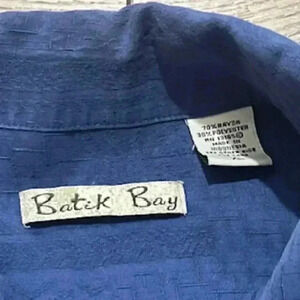 70% RAYON
30% POLYESTER
MADE IN
INDONESIA
Batik Bay